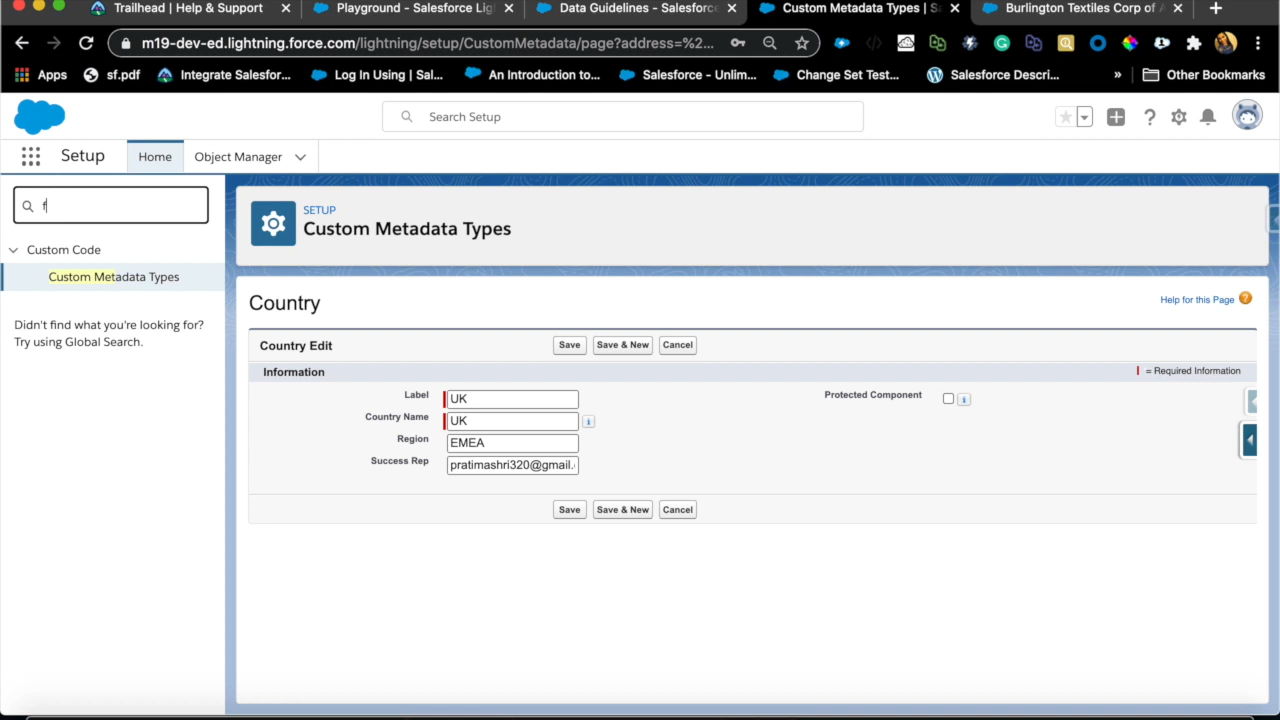 Trailhead | Help & Support
Playground - Salesforce Lig
Data Guidelines - Salesforce
Custom Metadata Types | S
Burlington Textiles Corp of A
m19-dev-ed.lightning.force.com/lightning/setup/CustomMetadata/page?address=%2...
Apps
sf.pdf
Integrate Salesfor...
Log In Using | Sal...
An Introduction to...
Salesforce - Unlim...
Change Set Test...
Salesforce Descri...
»
Other Bookmarks
Search Setup
Setup
Home
Object Manager
f
Custom Code
Custom Metadata Types
Didn't find what you're looking for?
Try using Global Search.
SETUP
Custom Metadata Types
Country
Help for this Page
Country Edit
Save
Save & New
Cancel
Information
= Required Information
Label
UK
Protected Component
Country Name
UK
Region
EMEA
Success Rep
pratimashri320@gmail.
Save
Save & New
Cancel